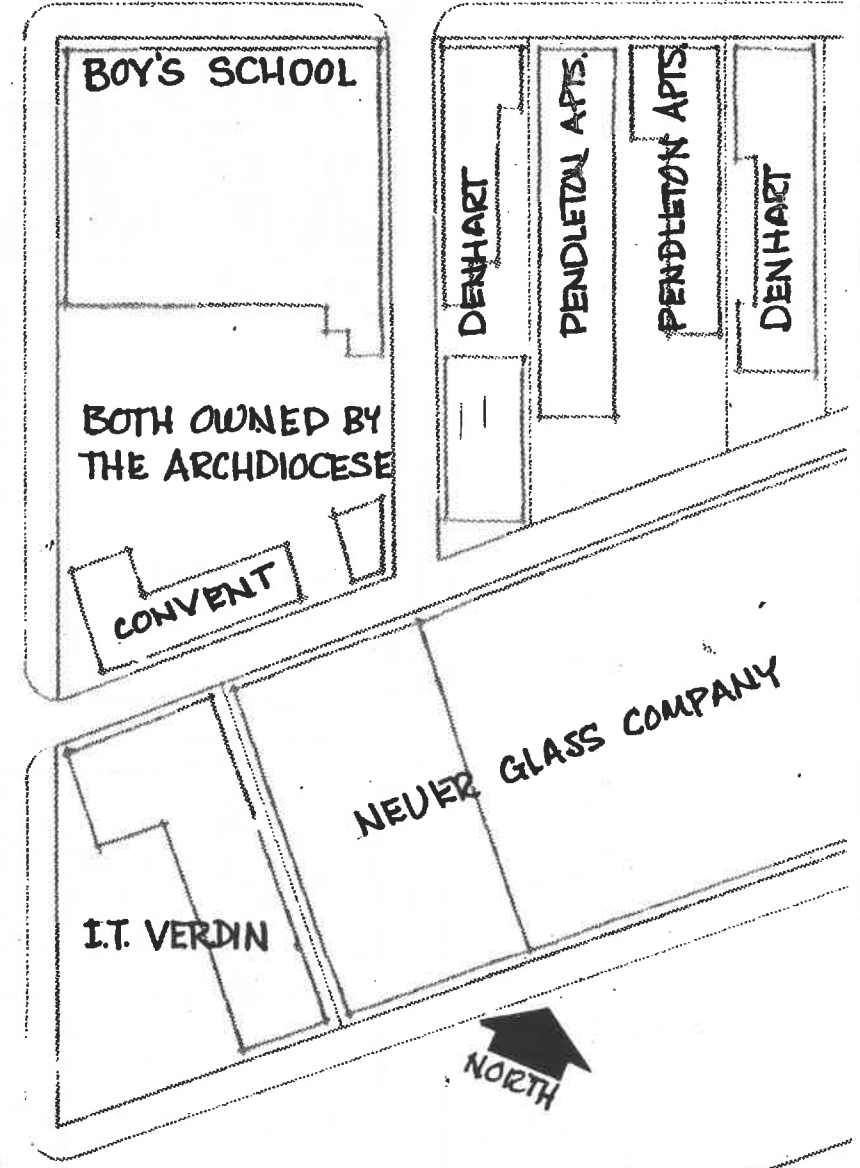 BOY'S SCHOOL
DENHART
PENDLETON APTS.
PENDLETON APTS.
DENHART
BOTH OWNED BY
THE ARCHDIOCESE
CONVENT
NEUER GLASS COMPANY
I.T. VERDIN
NORTH